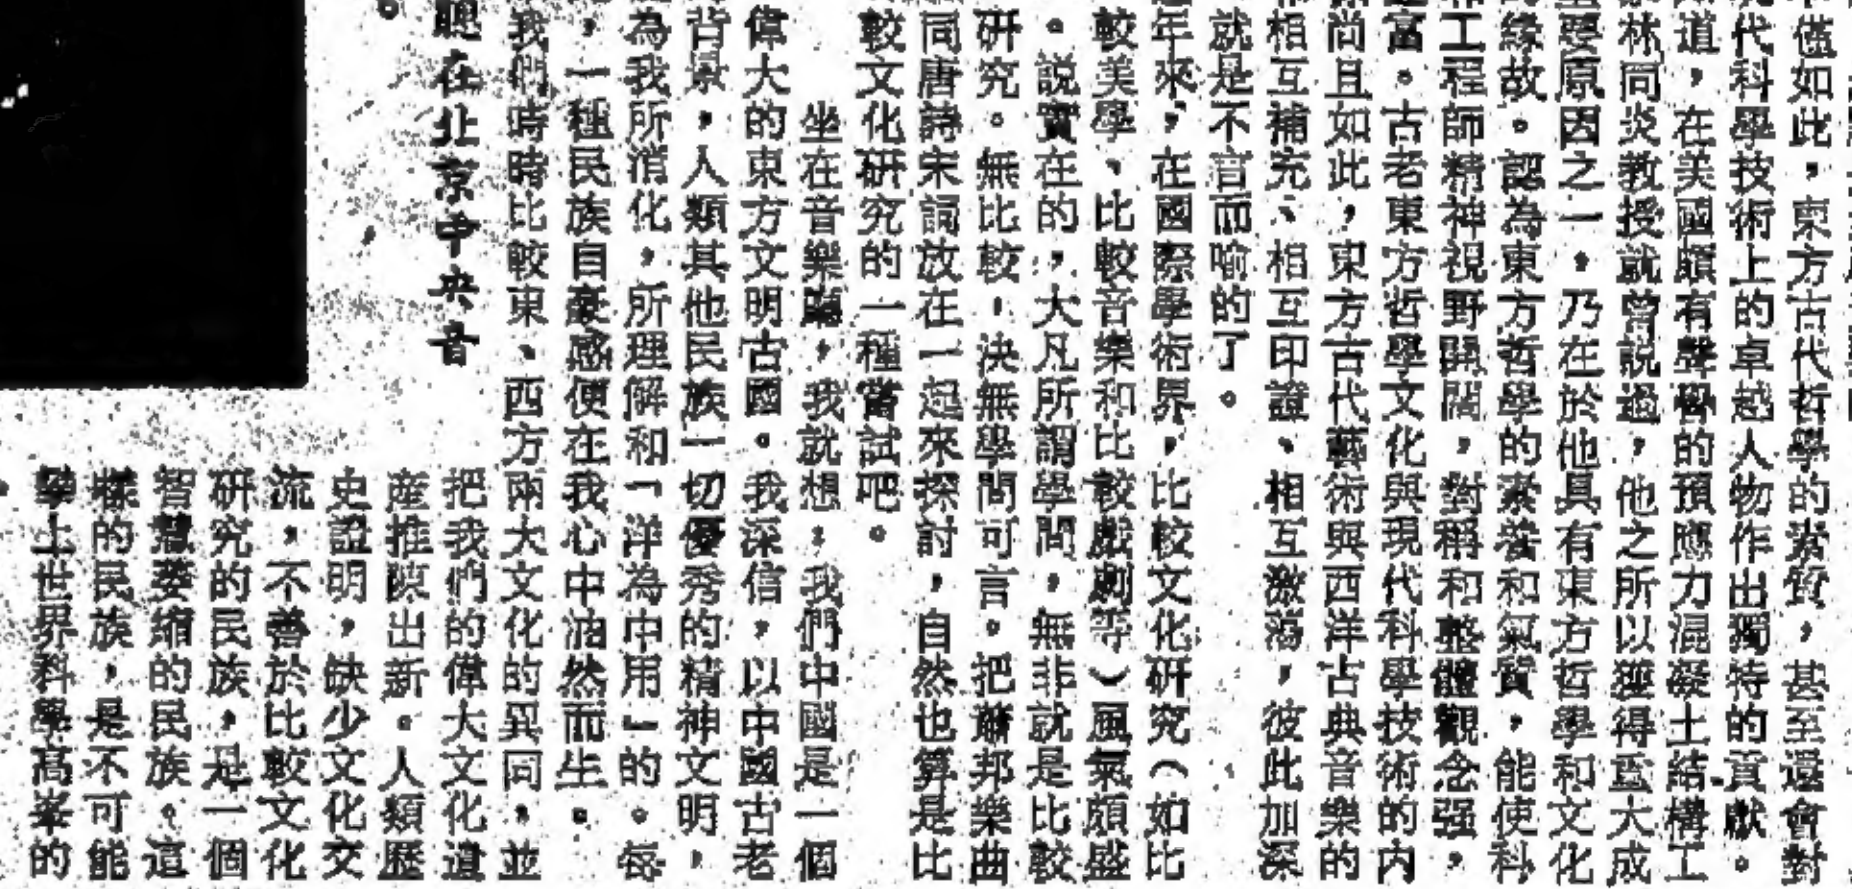 僅如此，東方古代哲學的素質，甚至還會對
代科學技術上的卓越人物作出獨特的貢獻。
道，在美國頗有聲譽的預應力混凝土結構工
林同炎教授就曾説過，他之所以獲得重大成
要原因之一，乃在於他具有東方哲學和文化
緣故。認為東方哲學的素養和氣質，能使科
工程師精神視野開闊，對稱和整體觀念强，
富。古老東方哲學文化與現代科學技術的內
尚且如此，東方古代藝術與西洋古典音樂的
相互補充、相互印證、相互激蕩，彼此加深
就是不言而喻的了。
年來，在國際學術界，比較文化研究（如比
較美學、比較音樂和比較戲劇等）風氣頗盛
。説實在的，大凡所謂學問，無非就是比較
研究。無比較，決無學問可言。把蕭邦樂曲
同唐詩宋詞放在一起來探討，自然也算是比
較文化研究的一種嘗試吧。
坐在音樂廳，我就想，我們中國是一個
偉大的東方文明古國。我深信，以中國古老
背景，人類其他民族一切優秀的精神文明，
為我所消化，所理解和「洋為中用」的。每
，一種民族自豪感便在我心中油然而生。
我們時時比較東、西方兩大文化的異同，並
把我們的偉大文化遺
産推陳出新。人類歷
史證明，缺少文化交
流，不善於比較文化
研究的民族，是一個
智慧萎縮的民族。這
樣的民族，是不可能
攀上世界科學高峯的
聰在北京中央音
。